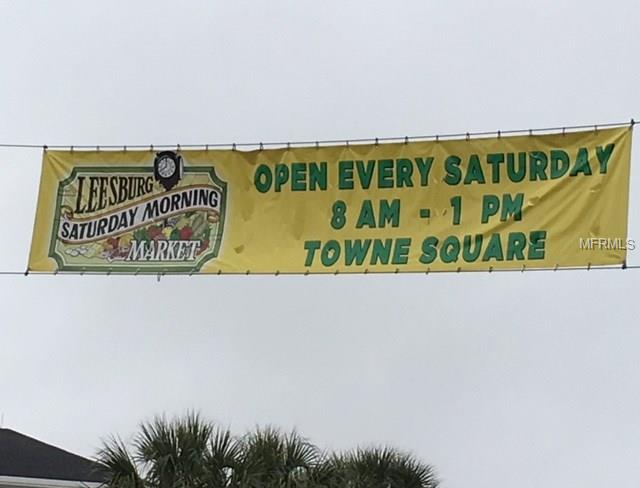 LEESBURG
SATURDAY MORNING
MARKET
OPEN EVERY SATURDAY
8 AM - 1 PM
TOWNE SQUARE
MFRMLS